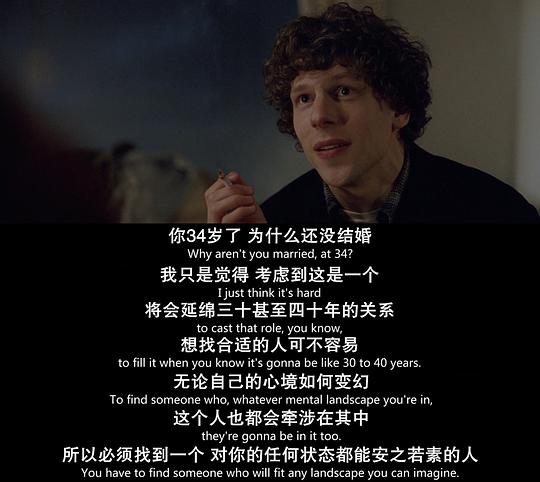 你34岁了 为什么还没结婚
Why aren't you married, at 34?
我只是觉得 考虑到这是一个
I just think it's hard
将会延绵三十甚至四十年的关系
to cast that role, you know,
想找合适的人可不容易
to fill it when you know it's gonna be like 30 to 40 years.
无论自己的心境如何变幻
To find someone who, whatever mental landscape you're in,
这个人也都会牵涉在其中
they're gonna be in it too.
所以必须找到一个 对你的任何状态都能安之若素的人
You have to find someone who will fit any landscape you can imagine.